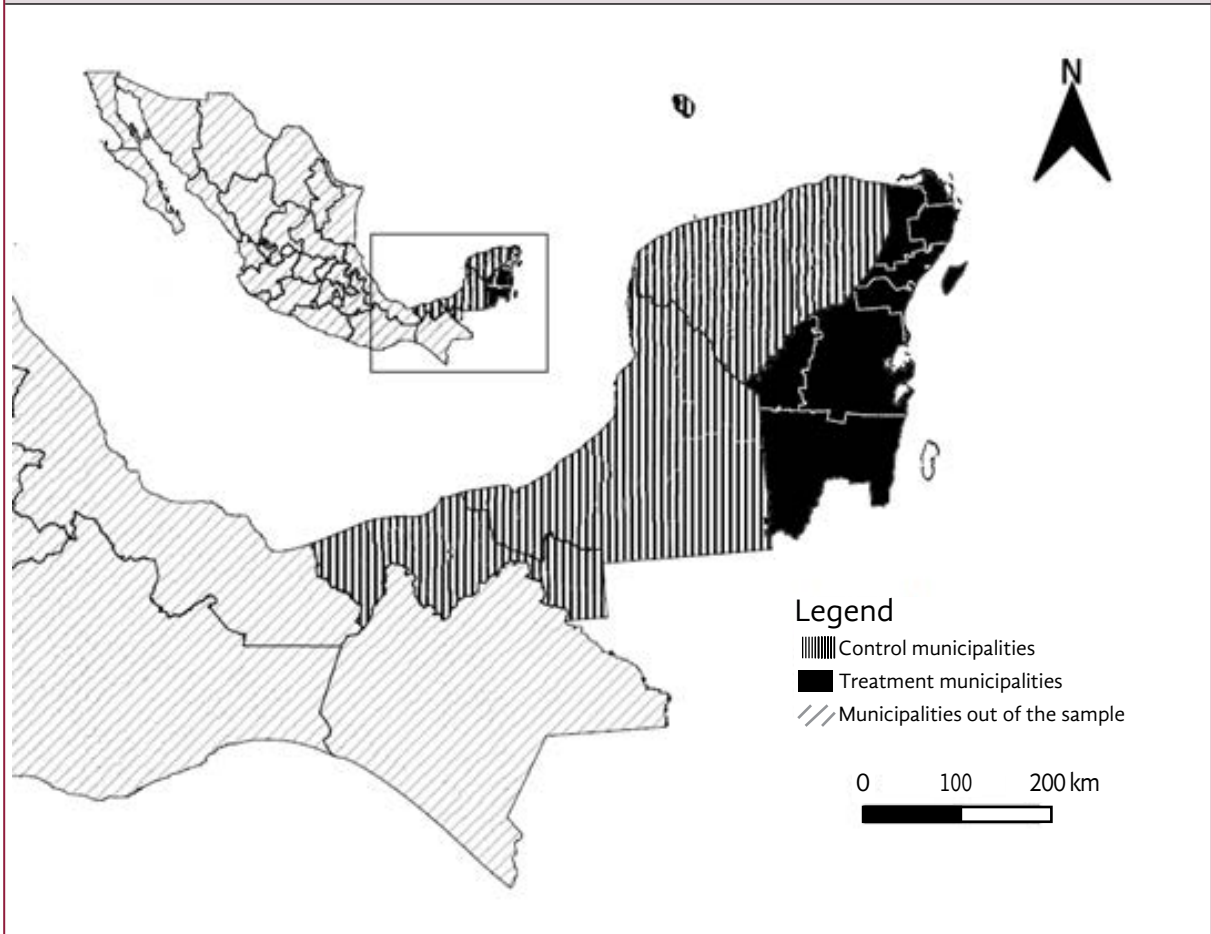 N
Legend
Control municipalities
Treatment municipalities
Municipalities out of the sample
0 100 200 km